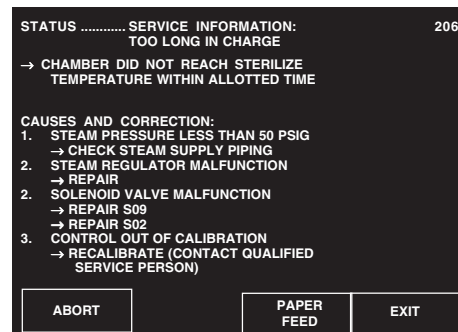 STATUS ............ SERVICE INFORMATION: 206
TOO LONG IN CHARGE
→ CHAMBER DID NOT REACH STERILIZE
TEMPERATURE WITHIN ALLOTTED TIME
CAUSES AND CORRECTION:
1. STEAM PRESSURE LESS THAN 50 PSIG
→ CHECK STEAM SUPPLY PIPING
2. STEAM REGULATOR MALFUNCTION
→ REPAIR
2. SOLENOID VALVE MALFUNCTION
→ REPAIR S09
→ REPAIR S02
3. CONTROL OUT OF CALIBRATION
→ RECALIBRATE (CONTACT QUALIFIED
SERVICE PERSON)
ABORT
PAPER
FEED
EXIT